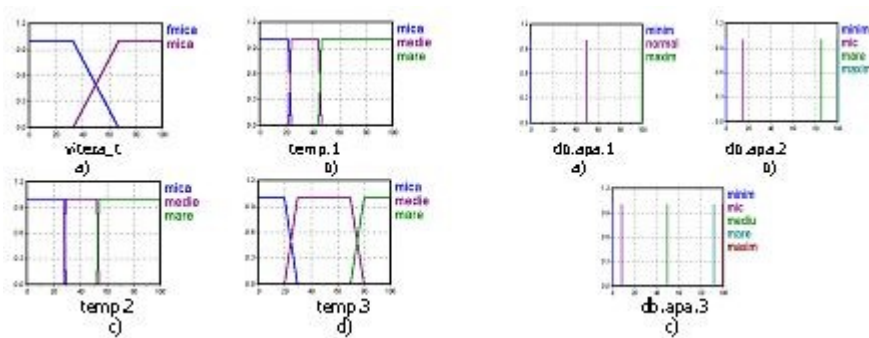 fmica
mica
viteza_t
a)
mica
medie
mare
temp.1
b)
minim
normal
maxim
db.apa.1
a)
minim
mic
mare
maxim
db.apa.2
b)
mica
medie
mare
temp.2
c)
mica
medie
mare
temp.3
d)
minim
mic
mediu
mare
maxim
db.apa.3
c)